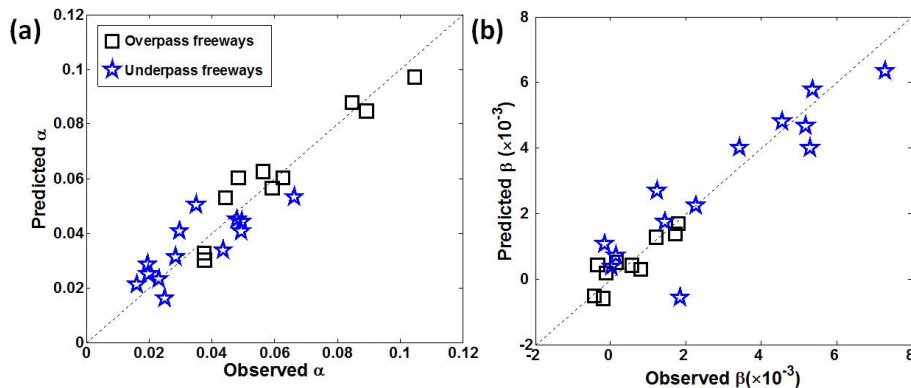 (a)
Overpass freeways
Underpass freeways
0.12
0.1
0.08
0.06
0.04
0.02
0
Predicted α
0 0.02 0.04 0.06 0.08 0.1 0.12
Observed α
(b)
8
6
4
2
0
-2
Predicted β (×10⁻³)
-2 0 2 4 6 8
Observed β(×10⁻³)